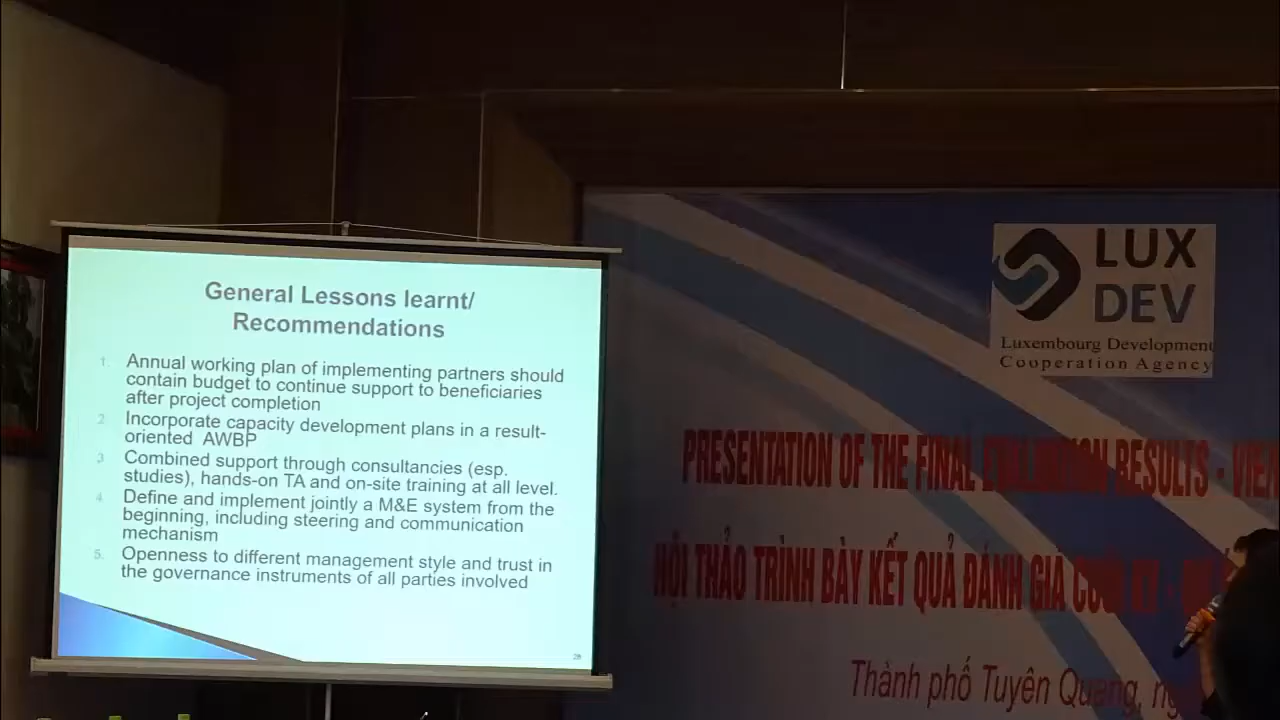 General Lessons learnt/
Recommendations
1. Annual working plan of implementing partners should
contain budget to continue support to beneficiaries
after project completion
2. Incorporate capacity development plans in a result-
oriented AWBP
3. Combined support through consultancies (esp.
studies), hands-on TA and on-site training at all level.
4. Define and implement jointly a M&E system from the
beginning, including steering and communication
mechanism
5. Openness to different management style and trust in
the governance instruments of all parties involved
LUX
DEV
Luxembourg Development
Cooperation Agency
PRESENTATION OF THE FINAL EVALUATION RESULTS - VIE/
HỘI THẢO TRÌNH BÀY KẾT QUẢ ĐÁNH GIÁ CUỐI KỲ -
Thành phố Tuyên Quang,